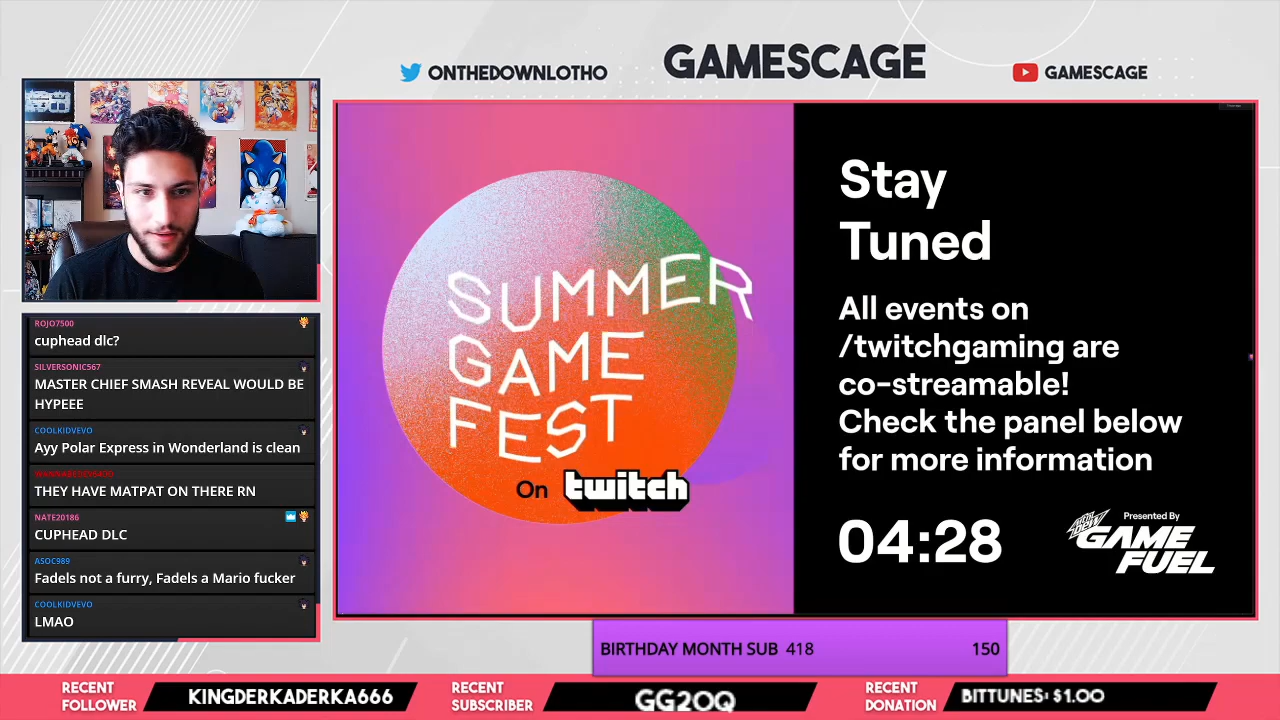 GAMESCAGE
ONTHEDOWNLOTHO
GAMESCAGE
ROJO7500
cuphead dlc?
SILVERSONIC567
MASTER CHIEF SMASH REVEAL WOULD BE
HYPEEE
COOLKIDVEVO
Ayy Polar Express in Wonderland is clean
THEY HAVE MATPAT ON THERE RN
NATE20186
CUPHEAD DLC
ASOC989
Fadels not a furry, Fadels a Mario fucker
COOLKIDVEVO
LMAO
SUMMER
GAME
FEST
On twitch
Stay
Tuned
All events on
/twitchgaming are
co-streamable!
Check the panel below
for more information
04:28
Presented By
MTN DEW
GAME
FUEL
BIRTHDAY MONTH SUB 418 150
RECENT
FOLLOWER
KINGDERKADERKA666
RECENT
SUBSCRIBER
GG2OQ
RECENT
DONATION
BITTUNES: $1.00